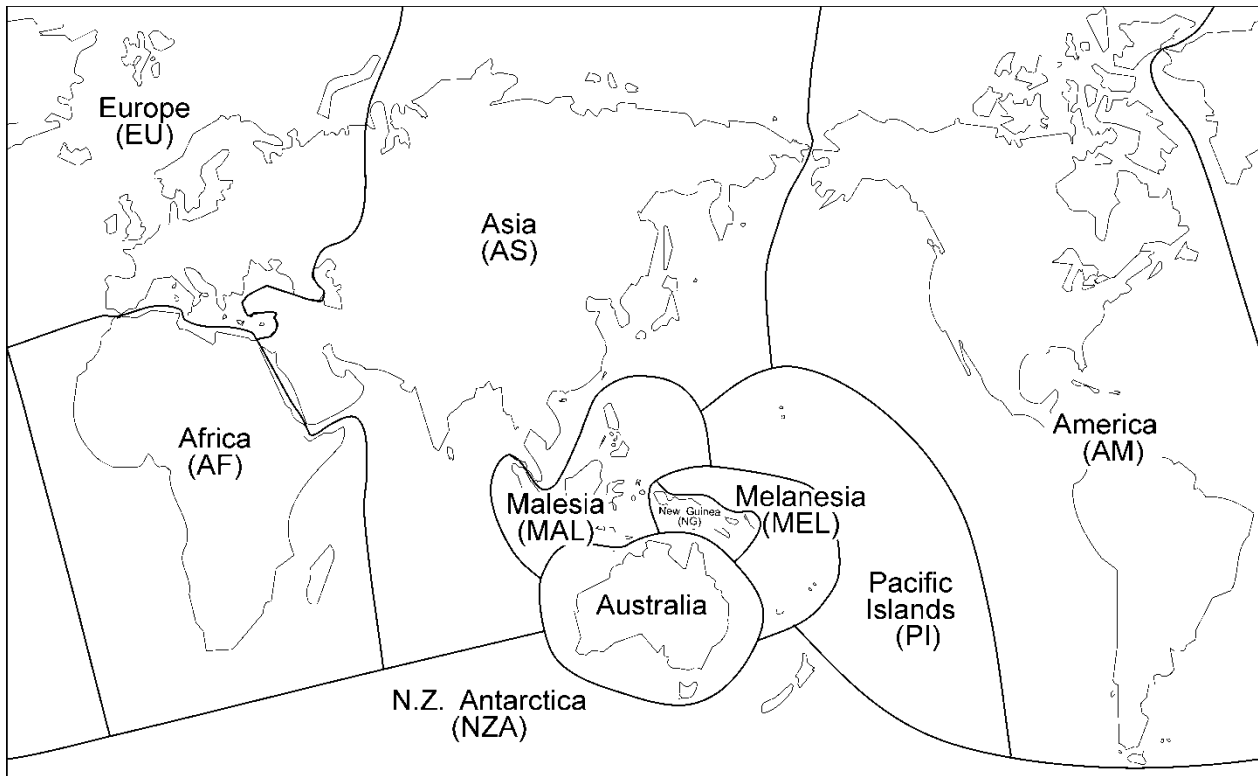 Europe
(EU)
Asia
(AS)
Africa
(AF)
America
(AM)
Malesia
(MAL)
New Guinea
(NG)
Melanesia
(MEL)
Australia
Pacific
Islands
(PI)
N.Z. Antarctica
(NZA)